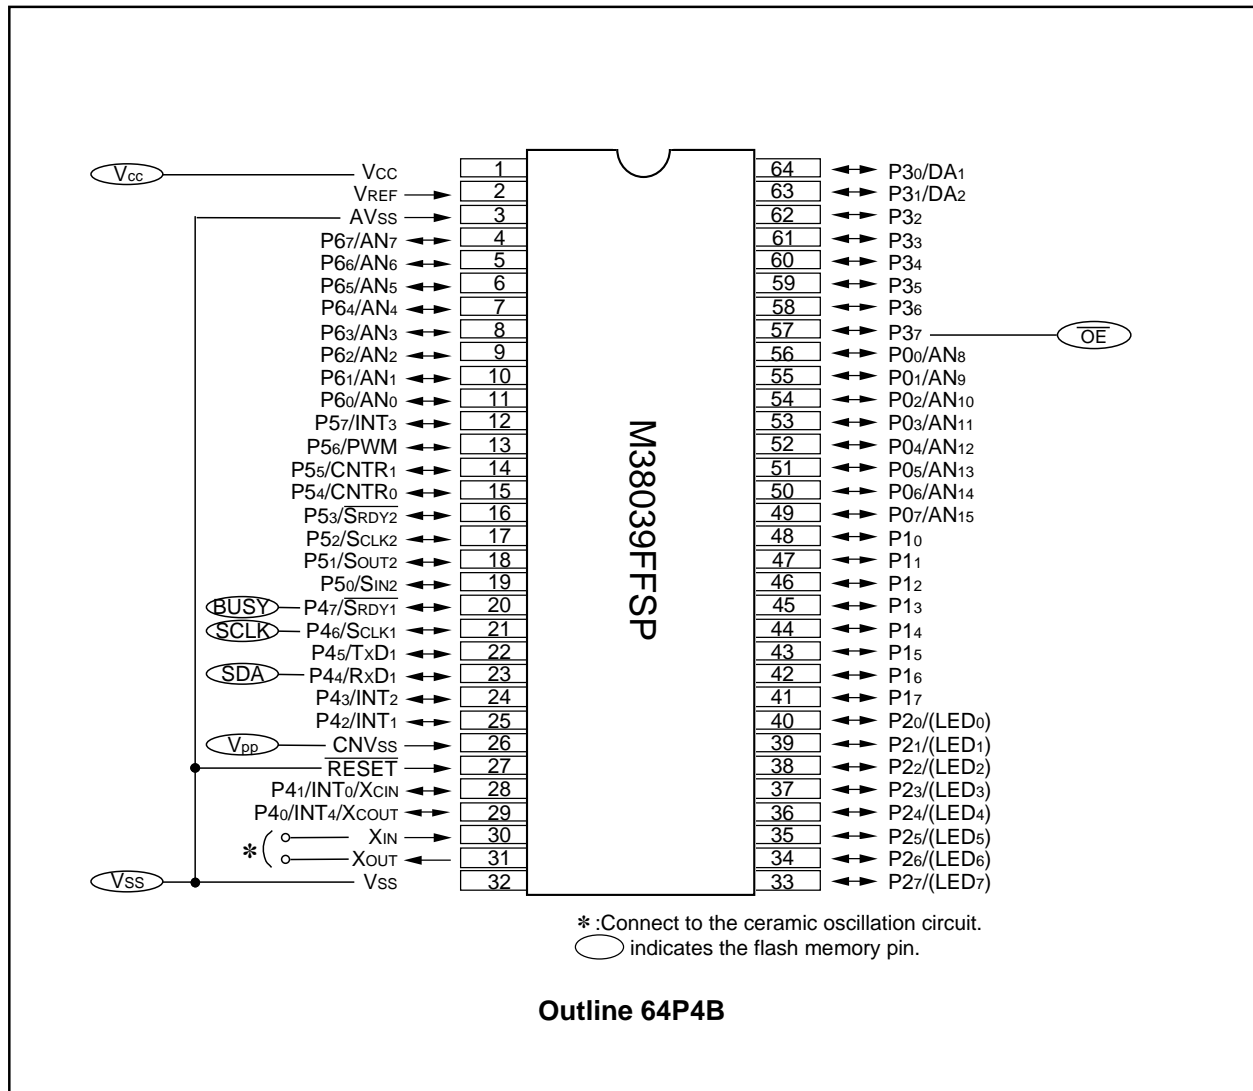 Vcc VCC 1 64 P30/DA1
VREF 2 63 P31/DA2
AVSS 3 62 P32
P67/AN7 4 61 P33
P66/AN6 5 60 P34
P65/AN5 6 59 P35
P64/AN4 7 58 P36
P63/AN3 8 57 P37 OE
P62/AN2 9 56 P00/AN8
P61/AN1 10 55 P01/AN9
P60/AN0 11 54 P02/AN10
P57/INT3 12 53 P03/AN11
P56/PWM 13 52 P04/AN12
P55/CNTR1 14 51 P05/AN13
P54/CNTR0 15 50 P06/AN14
P53/SRDY2 16 49 P07/AN15
P52/SCLK2 17 48 P10
P51/SOUT2 18 47 P11
P50/SIN2 19 46 P12
BUSY P47/SRDY1 20 45 P13
SCLK P46/SCLK1 21 44 P14
P45/TXD1 22 43 P15
SDA P44/RXD1 23 42 P16
P43/INT2 24 41 P17
P42/INT1 25 40 P20/(LED0)
Vpp CNVSS 26 39 P21/(LED1)
RESET 27 38 P22/(LED2)
P41/INT0/XCIN 28 37 P23/(LED3)
P40/INT4/XCOUT 29 36 P24/(LED4)
XIN 30 35 P25/(LED5)
* XOUT 31 34 P26/(LED6)
Vss VSS 32 33 P27/(LED7)
M38039FFSP
* :Connect to the ceramic oscillation circuit.
indicates the flash memory pin.
Outline 64P4B